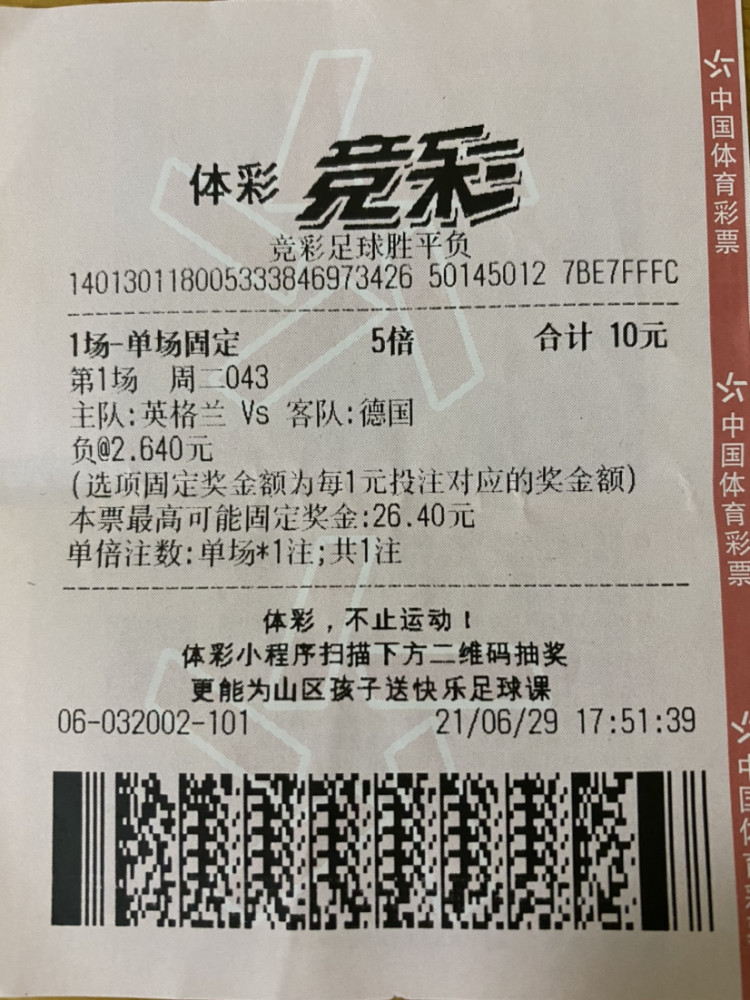 体彩 竞彩
竞彩足球胜平负
140130118005333846973426 50145012 7BE7FFFC
1场-单场固定 5倍 合计 10元
第1场 周二043
主队:英格兰 Vs 客队:德国
负@2.640元
(选项固定奖金额为每1元投注对应的奖金额)
本票最高可能固定奖金:26.40元
单倍注数:单场*1注;共1注
体彩，不止运动！
体彩小程序扫描下方二维码抽奖
更能为山区孩子送快乐足球课
06-032002-101 21/06/29 17:51:39
中国体育彩票
中国体育彩票
中国体育